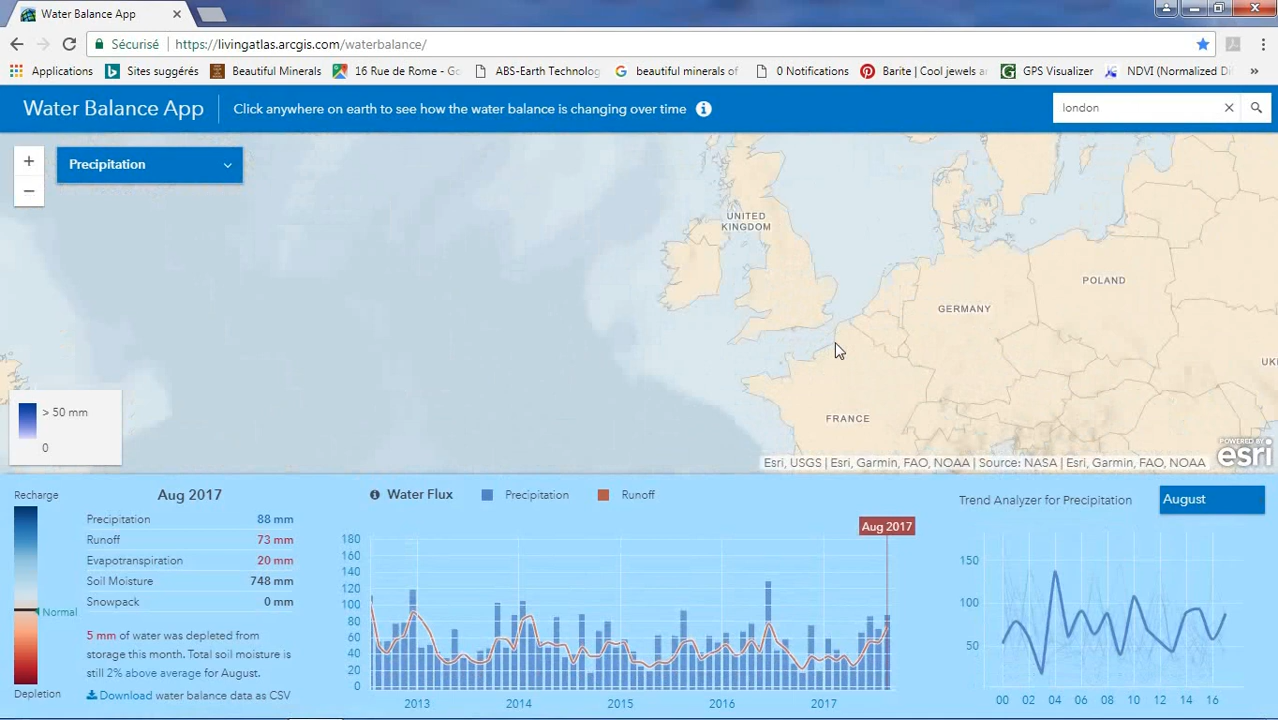 Water Balance App
Sécurisé https://livingatlas.arcgis.com/waterbalance/
Applications Sites suggérés Beautiful Minerals 16 Rue de Rome - Go ABS-Earth Technolog beautiful minerals of 0 Notifications Barite | Cool jewels a GPS Visualizer NDVI (Normalized Di »
Water Balance App Click anywhere on earth to see how the water balance is changing over time london
+
Precipitation
−
UNITED
KINGDOM
POLAND
GERMANY
UK
> 50 mm
FRANCE
0
POWERED BY
esri
Esri, USGS | Esri, Garmin, FAO, NOAA | Source: NASA | Esri, Garmin, FAO, NOAA
Recharge
Normal
Depletion
Aug 2017
Precipitation 88 mm
Runoff 73 mm
Evapotranspiration 20 mm
Soil Moisture 748 mm
Snowpack 0 mm
5 mm of water was depleted from
storage this month. Total soil moisture is
still 2% above average for August.
Download water balance data as CSV
Water Flux Precipitation Runoff
Aug 2017
180
160
140
120
100
80
60
40
20
0
2013 2014 2015 2016 2017
Trend Analyzer for Precipitation August
150
100
50
00 02 04 06 08 10 12 14 16